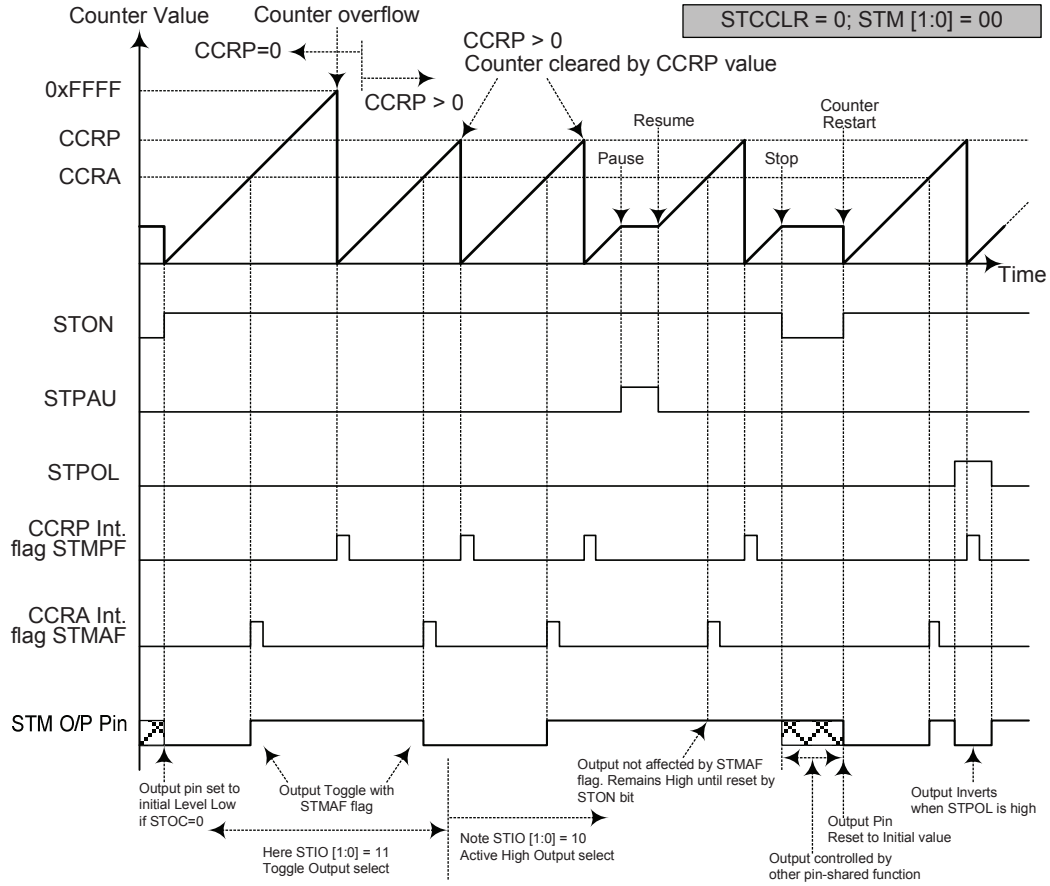 Counter Value
Counter overflow
STCCLR = 0; STM [1:0] = 00
CCRP=0
CCRP > 0
CCRP > 0
Counter cleared by CCRP value
0xFFFF
CCRP
CCRA
Pause
Resume
Stop
Counter
Restart
Time
STON
STPAU
STPOL
CCRP Int.
flag STMPF
CCRA Int.
flag STMAF
STM O/P Pin
Output pin set to
initial Level Low
if STOC=0
Output Toggle with
STMAF flag
Here STIO [1:0] = 11
Toggle Output select
Note STIO [1:0] = 10
Active High Output select
Output not affected by STMAF
flag. Remains High until reset by
STON bit
Output controlled by
other pin-shared function
Output Pin
Reset to Initial value
Output Inverts
when STPOL is high